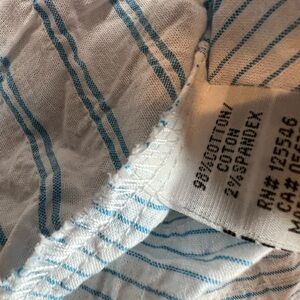 98%COTTON/
COTON
2%SPANDEX
RN# 125546
CA#